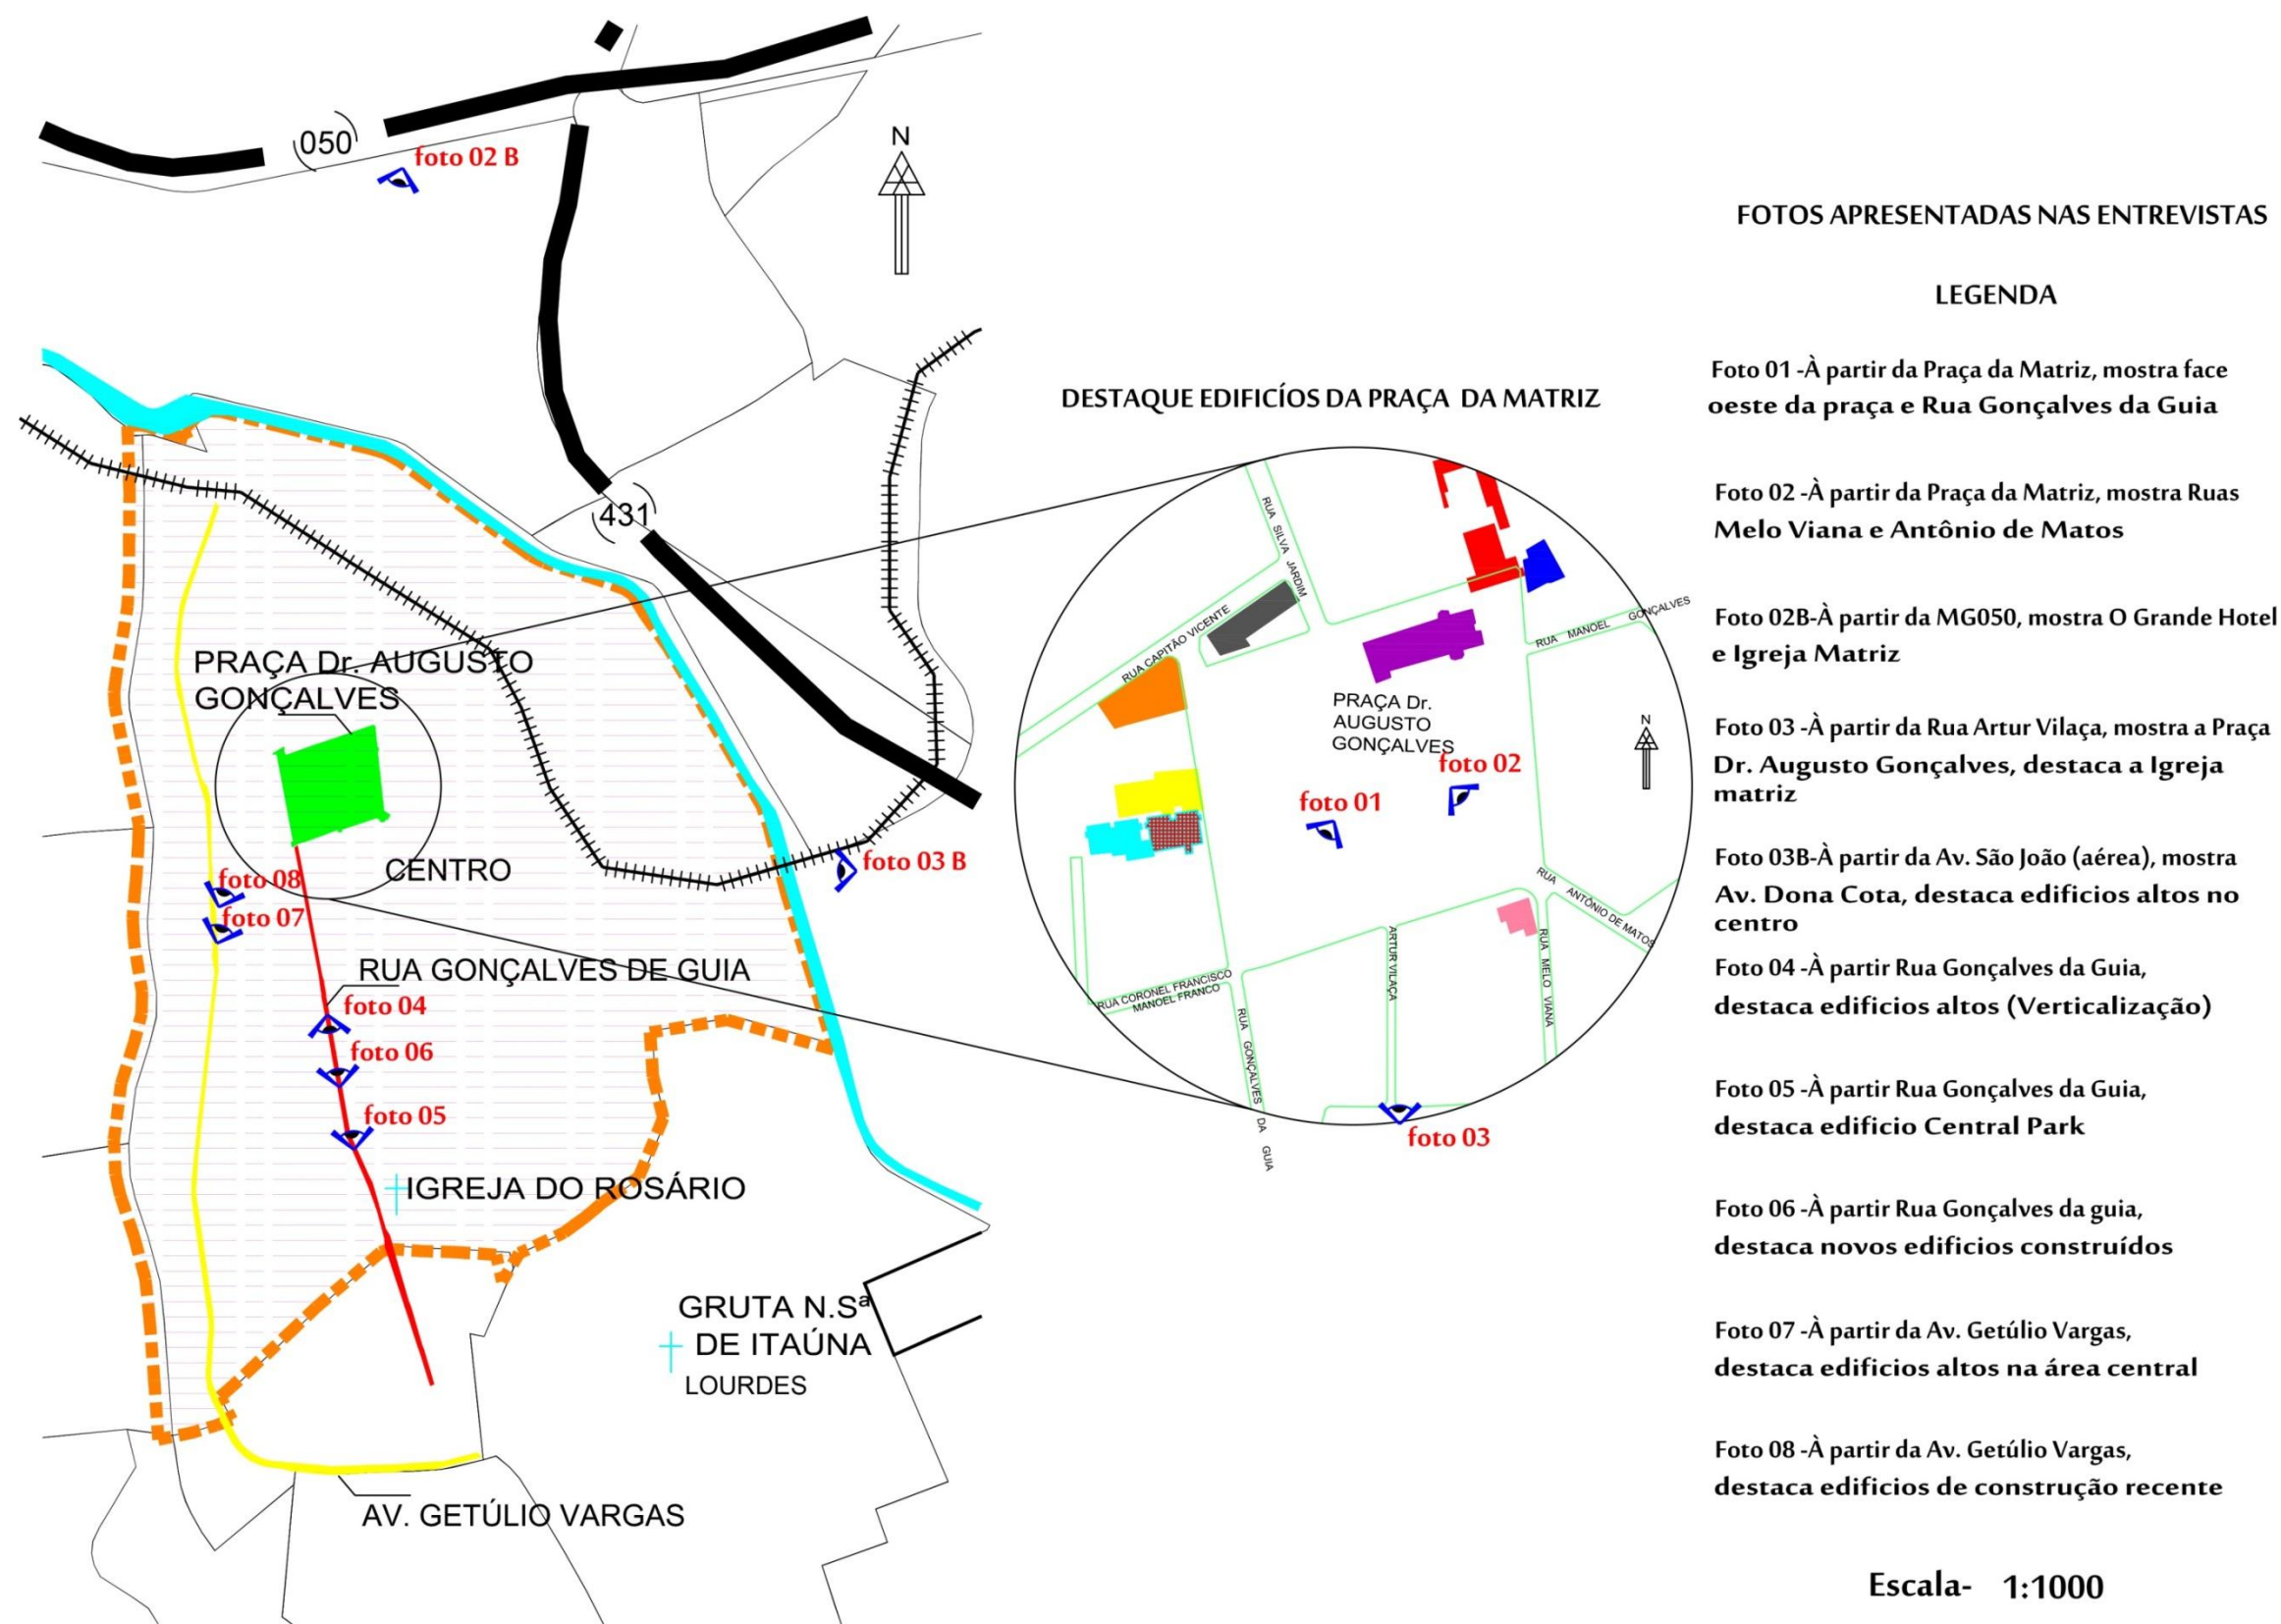 050
foto 02 B
N
431
PRAÇA Dr. AUGUSTO
GONÇALVES
CENTRO
foto 03 B
foto 08
foto 07
RUA GONÇALVES DE GUIA
foto 04
foto 06
foto 05
IGREJA DO ROSÁRIO
GRUTA N.Sª
DE ITAÚNA
LOURDES
AV. GETÚLIO VARGAS
DESTAQUE EDIFICÍOS DA PRAÇA DA MATRIZ
RUA SILVA JARDIM
RUA CAPITÃO VICENTE
RUA MANOEL GONÇALVES
PRAÇA Dr.
AUGUSTO
GONÇALVES
N
foto 02
foto 01
RUA ANTÔNIO DE MATOS
RUA MELO VIANA
ARTUR VILAÇA
RUA CORONEL FRANCISCO
MANOEL FRANCO
RUA GONÇALVES DA GUIA
foto 03
FOTOS APRESENTADAS NAS ENTREVISTAS
LEGENDA
Foto 01 -À partir da Praça da Matriz, mostra face
oeste da praça e Rua Gonçalves da Guia
Foto 02 -À partir da Praça da Matriz, mostra Ruas
Melo Viana e Antônio de Matos
Foto 02B-À partir da MG050, mostra O Grande Hotel
e Igreja Matriz
Foto 03 -À partir da Rua Artur Vilaça, mostra a Praça
Dr. Augusto Gonçalves, destaca a Igreja
matriz
Foto 03B-À partir da Av. São João (aérea), mostra
Av. Dona Cota, destaca edificios altos no
centro
Foto 04 -À partir Rua Gonçalves da Guia,
destaca edificios altos (Verticalização)
Foto 05 -À partir Rua Gonçalves da Guia,
destaca edificio Central Park
Foto 06 -À partir Rua Gonçalves da guia,
destaca novos edificios construídos
Foto 07 -À partir da Av. Getúlio Vargas,
destaca edificios altos na área central
Foto 08 -À partir da Av. Getúlio Vargas,
destaca edificios de construção recente
Escala- 1:1000